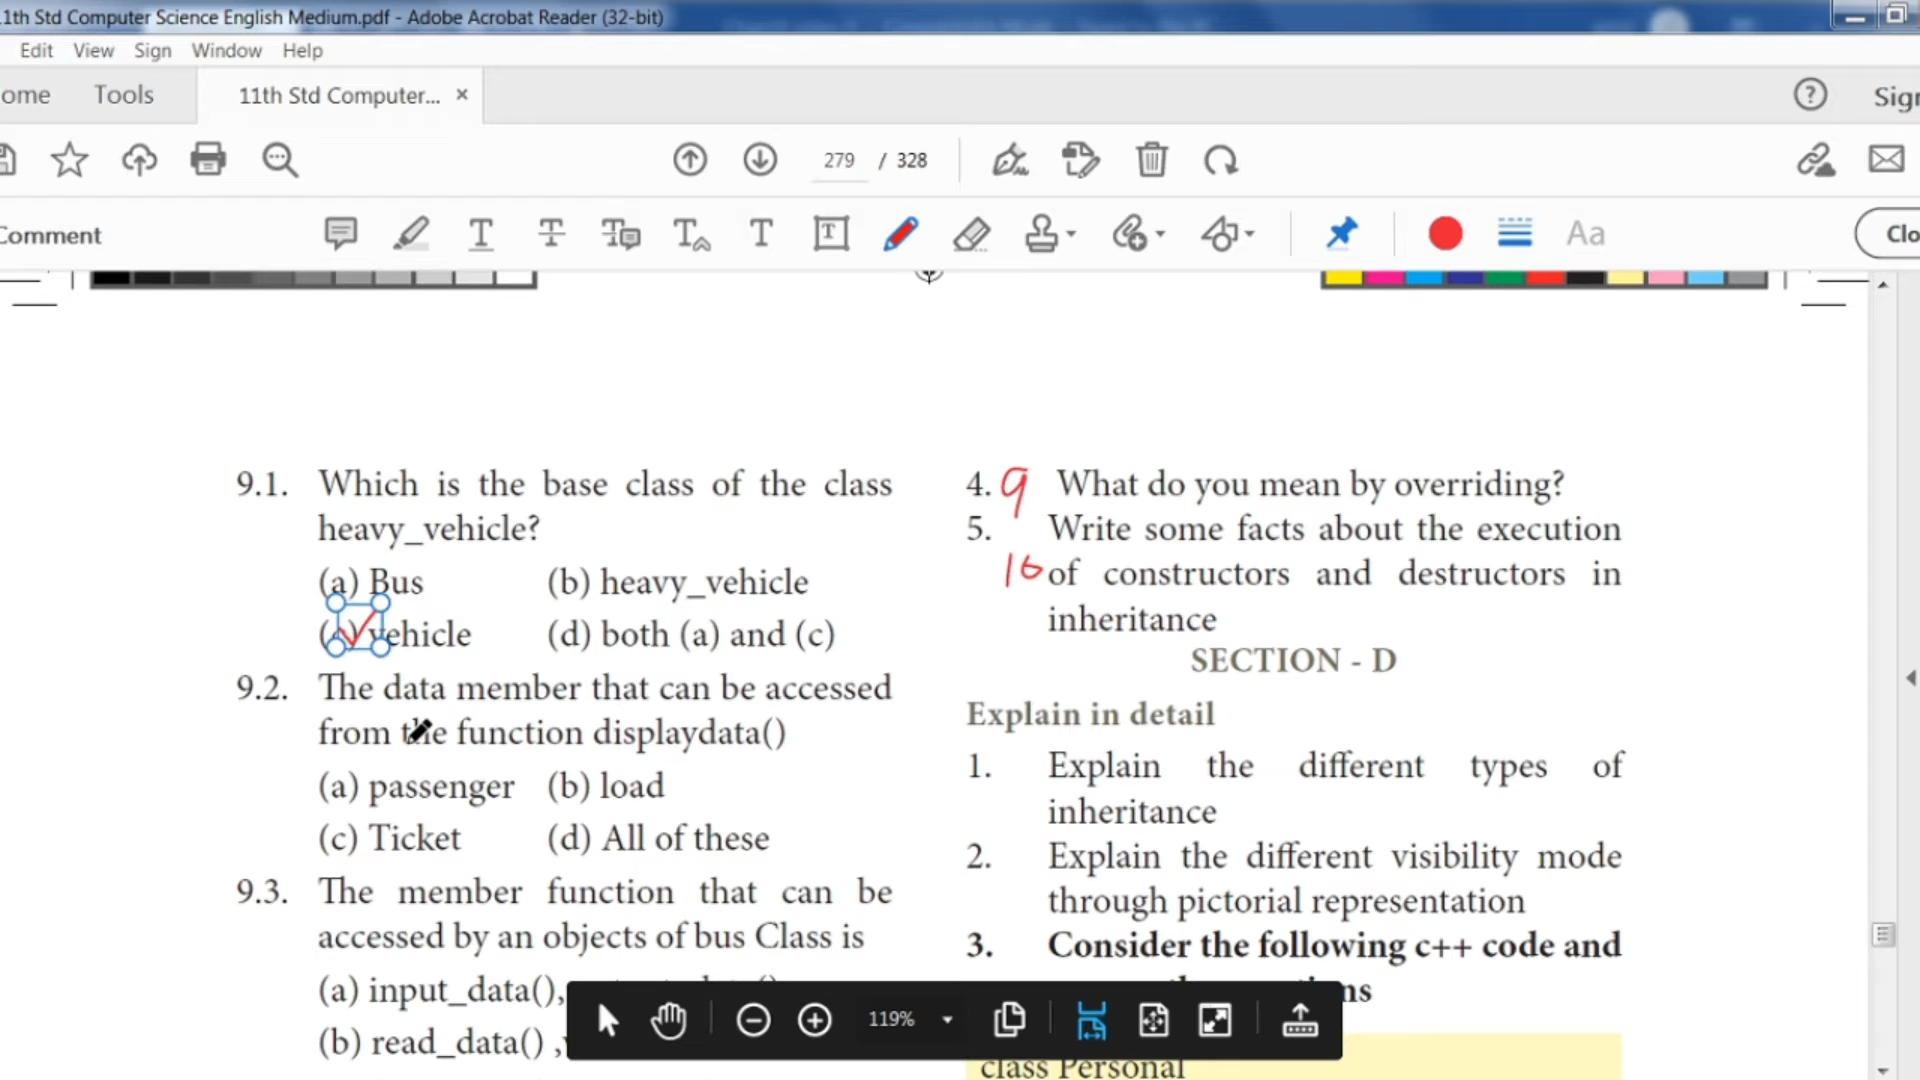 11th Std Computer Science English Medium.pdf - Adobe Acrobat Reader (32-bit)
Edit View Sign Window Help
Tools 11th Std Computer... ×
279 / 328
Comment Aa
9.1. Which is the base class of the class
heavy_vehicle?
(a) Bus (b) heavy_vehicle
vehicle (d) both (a) and (c)
9.2. The data member that can be accessed
from the function displaydata()
(a) passenger (b) load
(c) Ticket (d) All of these
9.3. The member function that can be
accessed by an objects of bus Class is
(a) input_data(),
(b) read_data() ,
4. 9 What do you mean by overriding?
5. Write some facts about the execution
10 of constructors and destructors in
inheritance
SECTION - D
Explain in detail
1. Explain the different types of
inheritance
2. Explain the different visibility mode
through pictorial representation
3. Consider the following c++ code and
class Personal
119%